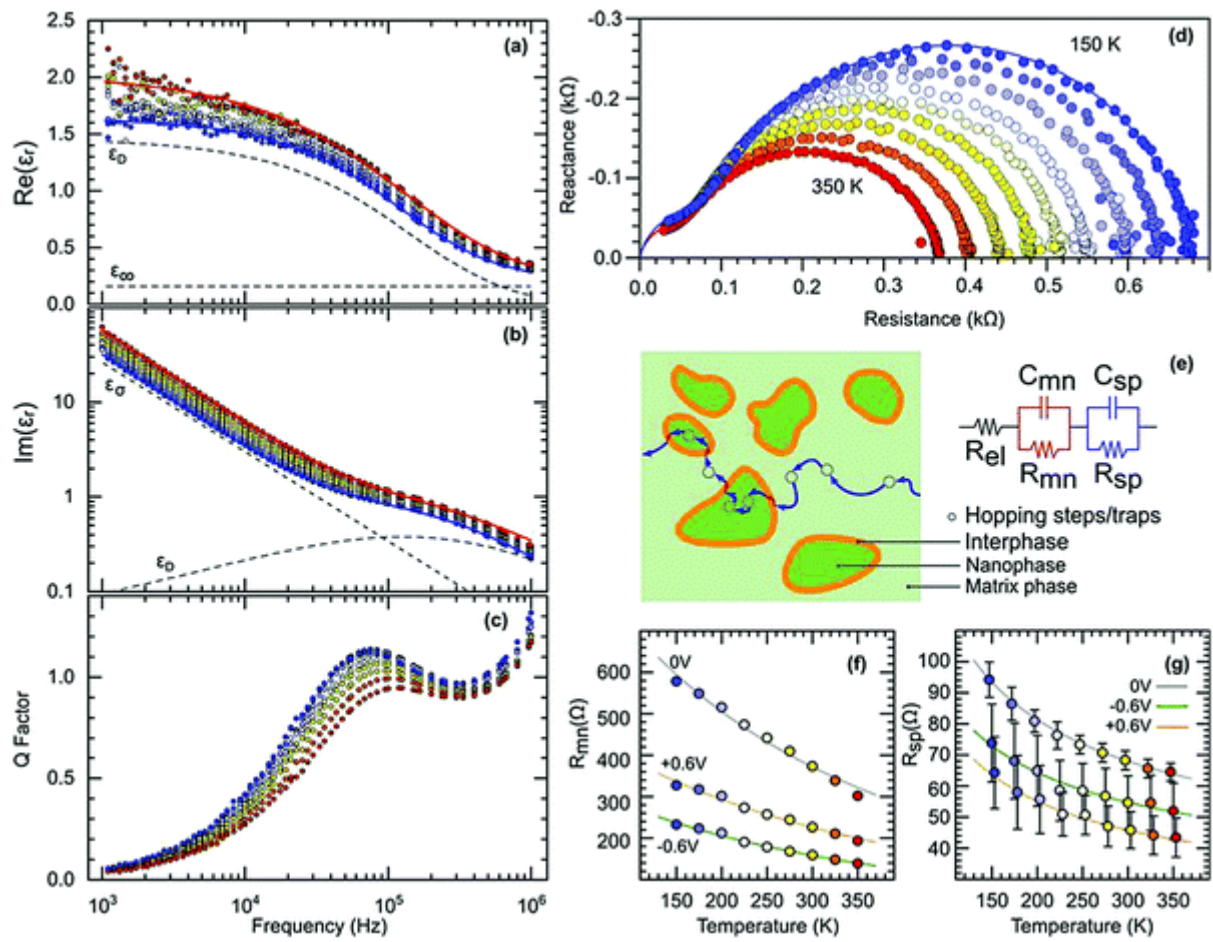 (a)
2.5
2.0
1.5
1.0
0.5
0.0
Re(εr)
εD
ε∞
(b)
10
1
0.1
Im(εr)
εσ
εD
(c)
1.0
0.5
0.0
Q Factor
10³ 10⁴ 10⁵ 10⁶
Frequency (Hz)
(d)
-0.3
-0.2
-0.1
0.0
Reactance (kΩ)
150 K
350 K
0.0 0.1 0.2 0.3 0.4 0.5 0.6
Resistance (kΩ)
(e)
Cmn Csp
Rel
Rmn Rsp
Hopping steps/traps
Interphase
Nanophase
Matrix phase
(f)
600
500
400
300
200
Rmn(Ω)
0V
+0.6V
-0.6V
150 200 250 300 350
Temperature (K)
(g)
100
90
80
70
60
50
40
Rsp(Ω)
0V
-0.6V
+0.6V
150 200 250 300 350
Temperature (K)